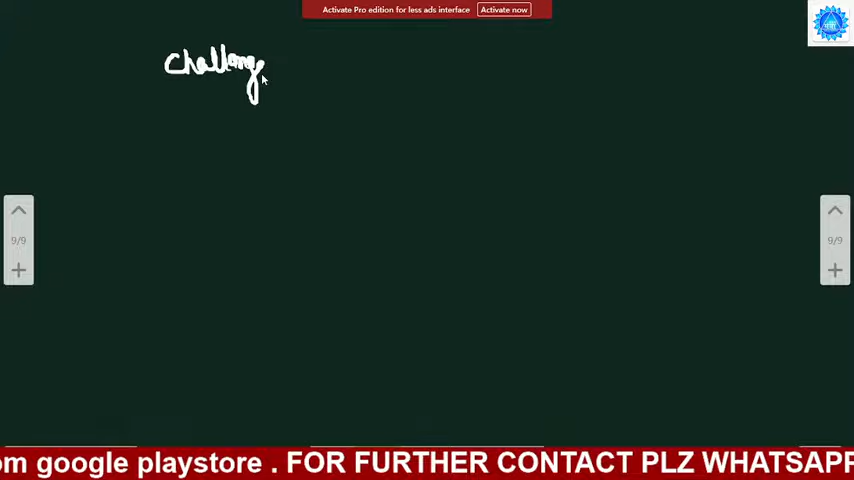 Activate Pro edition for less ads interface Activate now
Challeng
9/9
9/9
om google playstore . FOR FURTHER CONTACT PLZ WHATSAPP